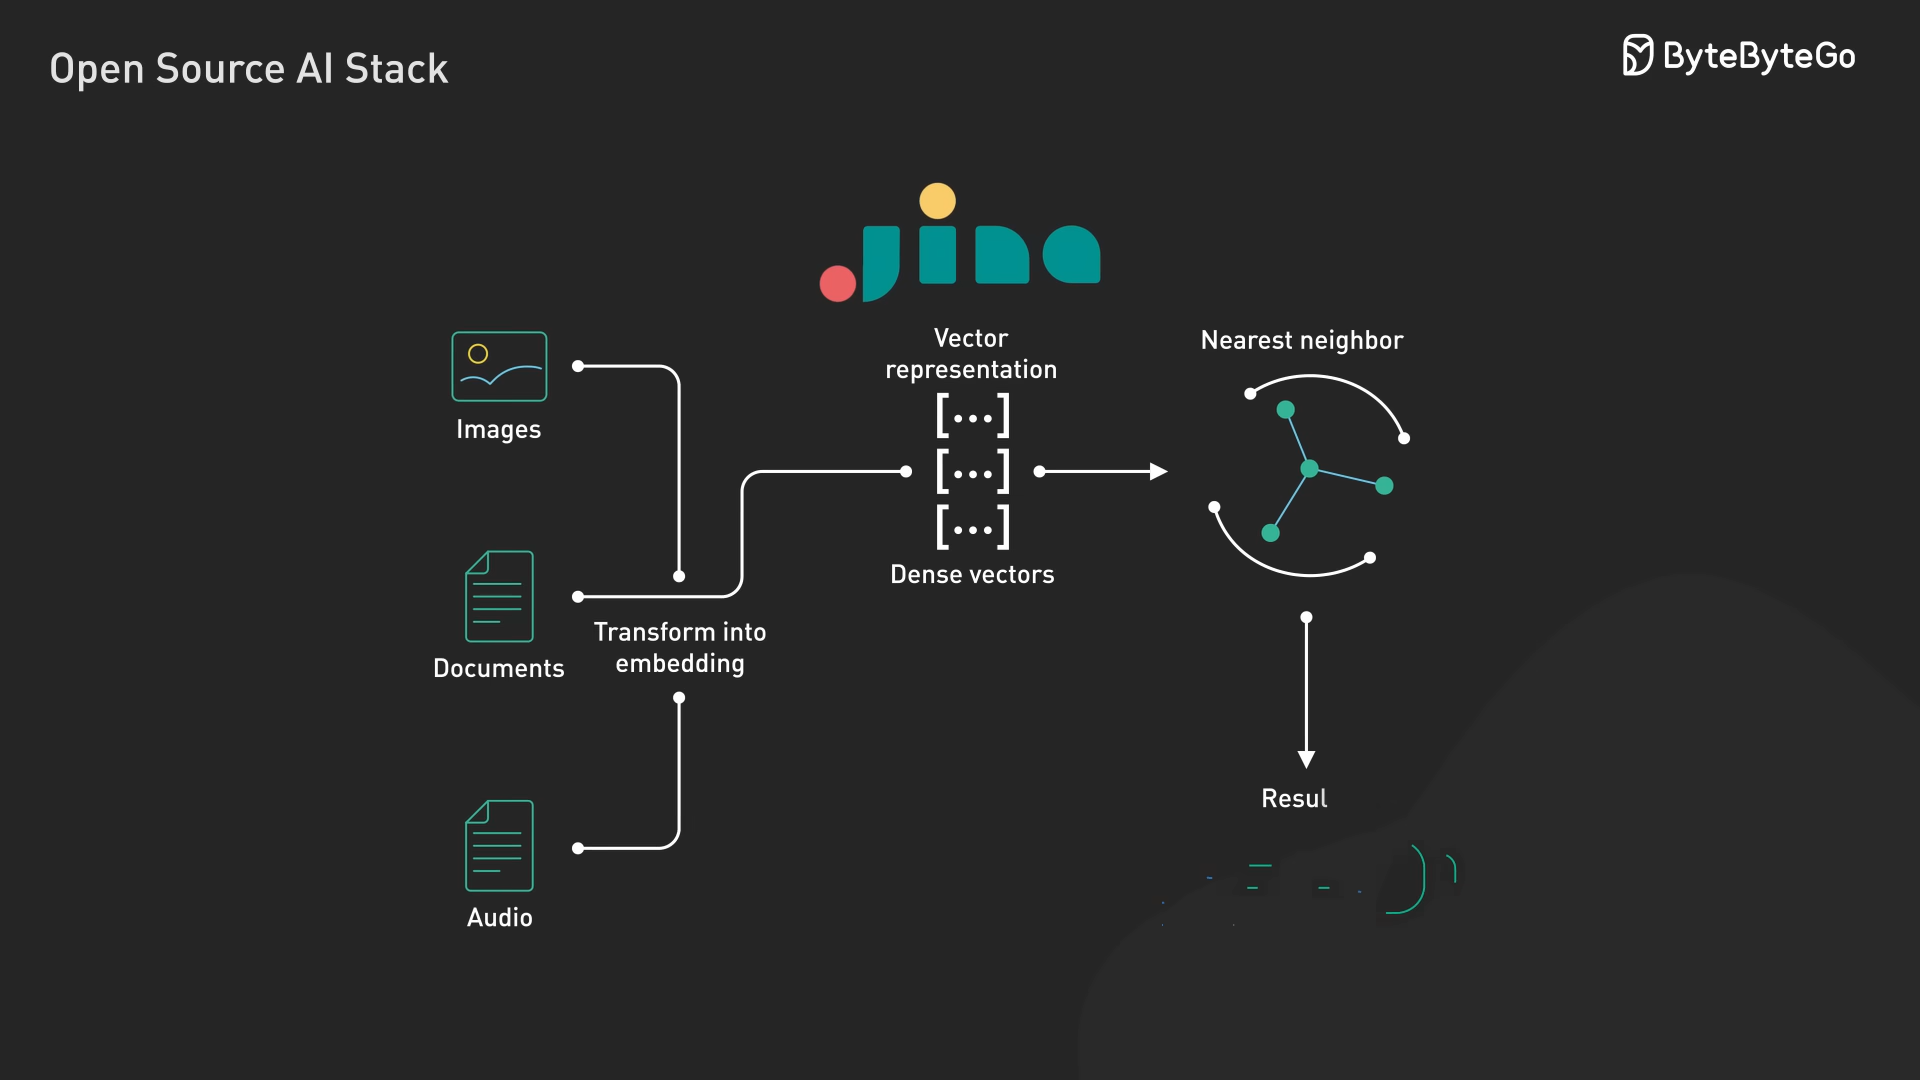 Open Source AI Stack
ByteByteGo
Jina
Vector
representation
Nearest neighbor
[...]
[...]
[...]
Images
Dense vectors
Transform into
embedding
Documents
Resul
Audio